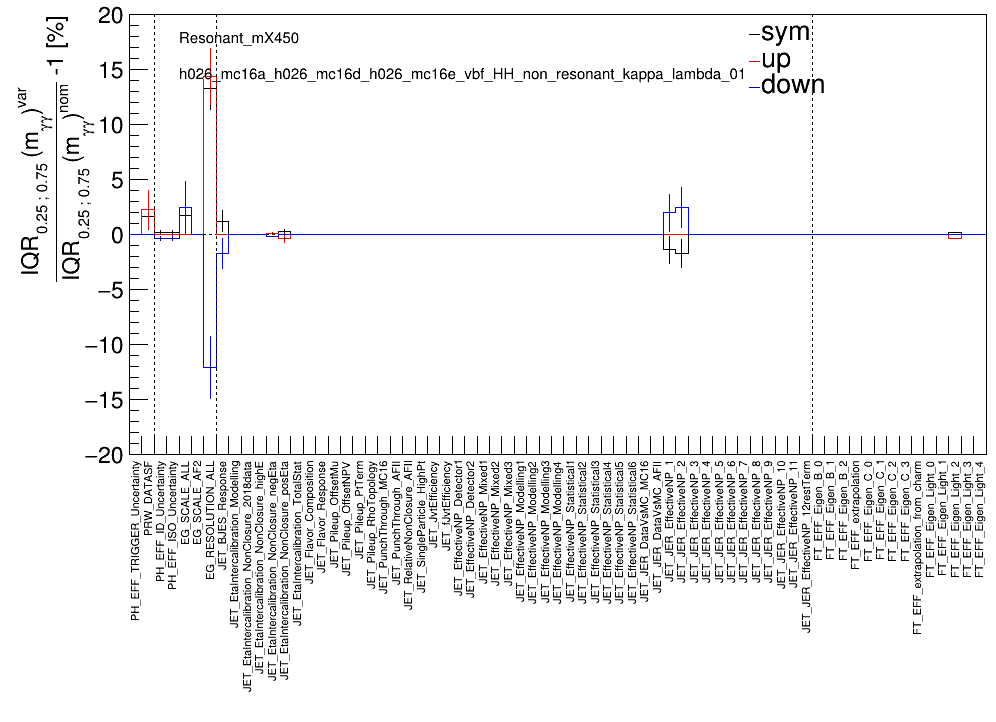 IQR0.25 ; 0.75 (mγγ)var
IQR0.25 ; 0.75 (mγγ)nom -1 [%]
20
15
10
5
0
−5
−10
−15
−20
Resonant_mX450
h026_mc16a_h026_mc16d_h026_mc16e_vbf_HH_non_resonant_kappa_lambda_01
sym
up
down
PH_EFF_TRIGGER_Uncertainty
PRW_DATASF
PH_EFF_ID_Uncertainty
PH_EFF_ISO_Uncertainty
EG_SCALE_ALL
EG_SCALE_AF2
EG_RESOLUTION_ALL
JET_BJES_Response
JET_EtaIntercalibration_Modelling
JET_EtaIntercalibration_NonClosure_2018data
JET_EtaIntercalibration_NonClosure_highE
JET_EtaIntercalibration_NonClosure_negEta
JET_EtaIntercalibration_NonClosure_posEta
JET_EtaIntercalibration_TotalStat
JET_Flavor_Composition
JET_Flavor_Response
JET_Pileup_OffsetMu
JET_Pileup_OffsetNPV
JET_Pileup_PtTerm
JET_Pileup_RhoTopology
JET_PunchThrough_MC16
JET_PunchThrough_AFII
JET_RelativeNonClosure_AFII
JET_SingleParticle_HighPt
JET_JvtEfficiency
JET_fJvtEfficiency
JET_EffectiveNP_Detector1
JET_EffectiveNP_Detector2
JET_EffectiveNP_Mixed1
JET_EffectiveNP_Mixed2
JET_EffectiveNP_Mixed3
JET_EffectiveNP_Modelling1
JET_EffectiveNP_Modelling2
JET_EffectiveNP_Modelling3
JET_EffectiveNP_Modelling4
JET_EffectiveNP_Statistical1
JET_EffectiveNP_Statistical2
JET_EffectiveNP_Statistical3
JET_EffectiveNP_Statistical4
JET_EffectiveNP_Statistical5
JET_EffectiveNP_Statistical6
JET_JER_DataVsMC_MC16
JET_JER_DataVsMC_AFII
JET_JER_EffectiveNP_1
JET_JER_EffectiveNP_2
JET_JER_EffectiveNP_3
JET_JER_EffectiveNP_4
JET_JER_EffectiveNP_5
JET_JER_EffectiveNP_6
JET_JER_EffectiveNP_7
JET_JER_EffectiveNP_8
JET_JER_EffectiveNP_9
JET_JER_EffectiveNP_10
JET_JER_EffectiveNP_11
JET_JER_EffectiveNP_12restTerm
FT_EFF_Eigen_B_0
FT_EFF_Eigen_B_1
FT_EFF_Eigen_B_2
FT_EFF_extrapolation
FT_EFF_Eigen_C_0
FT_EFF_Eigen_C_1
FT_EFF_Eigen_C_2
FT_EFF_Eigen_C_3
FT_EFF_extrapolation_from_charm
FT_EFF_Eigen_Light_0
FT_EFF_Eigen_Light_1
FT_EFF_Eigen_Light_2
FT_EFF_Eigen_Light_3
FT_EFF_Eigen_Light_4